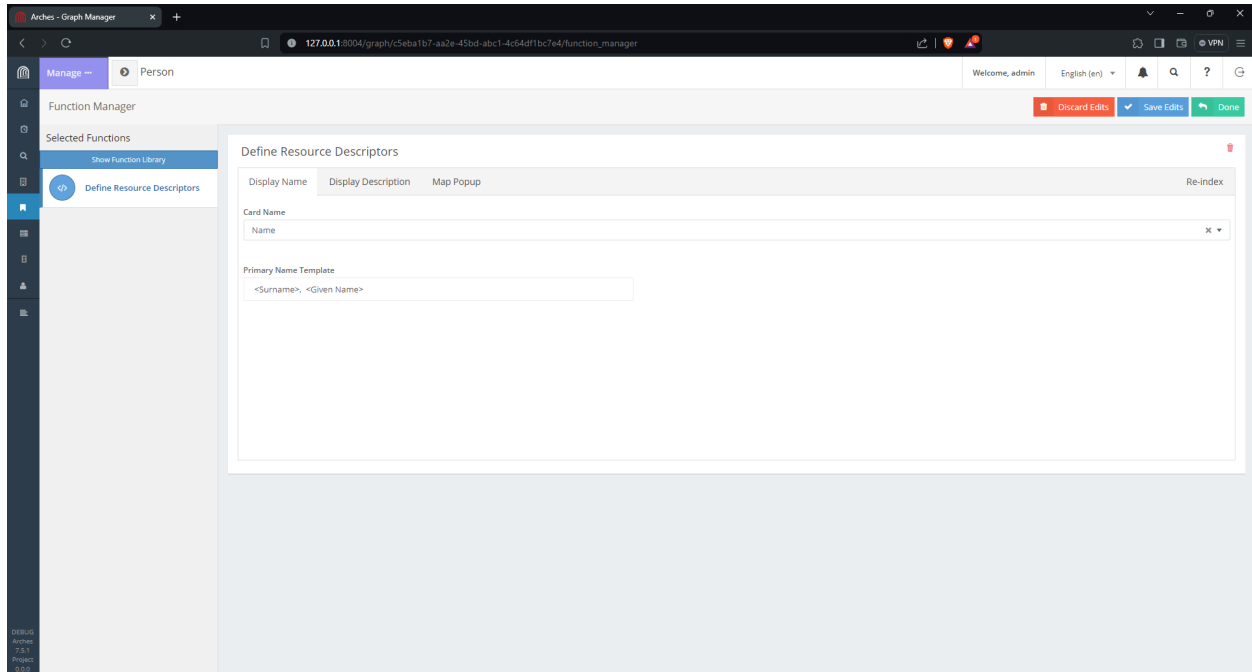 Arches - Graph Manager
127.0.0.1:8004/graph/c5eba1b7-aa2e-45bd-abc1-4c64df1bc7e4/function_manager
VPN
Manage
Person
Welcome, admin
English (en)
Function Manager
Discard Edits
Save Edits
Done
Selected Functions
Show Function Library
Define Resource Descriptors
Define Resource Descriptors
Display Name
Display Description
Map Popup
Re-index
Card Name
Name
Primary Name Template
<Surname>, <Given Name>
DEBUG
Arches
7.5.1
Project
0.0.0